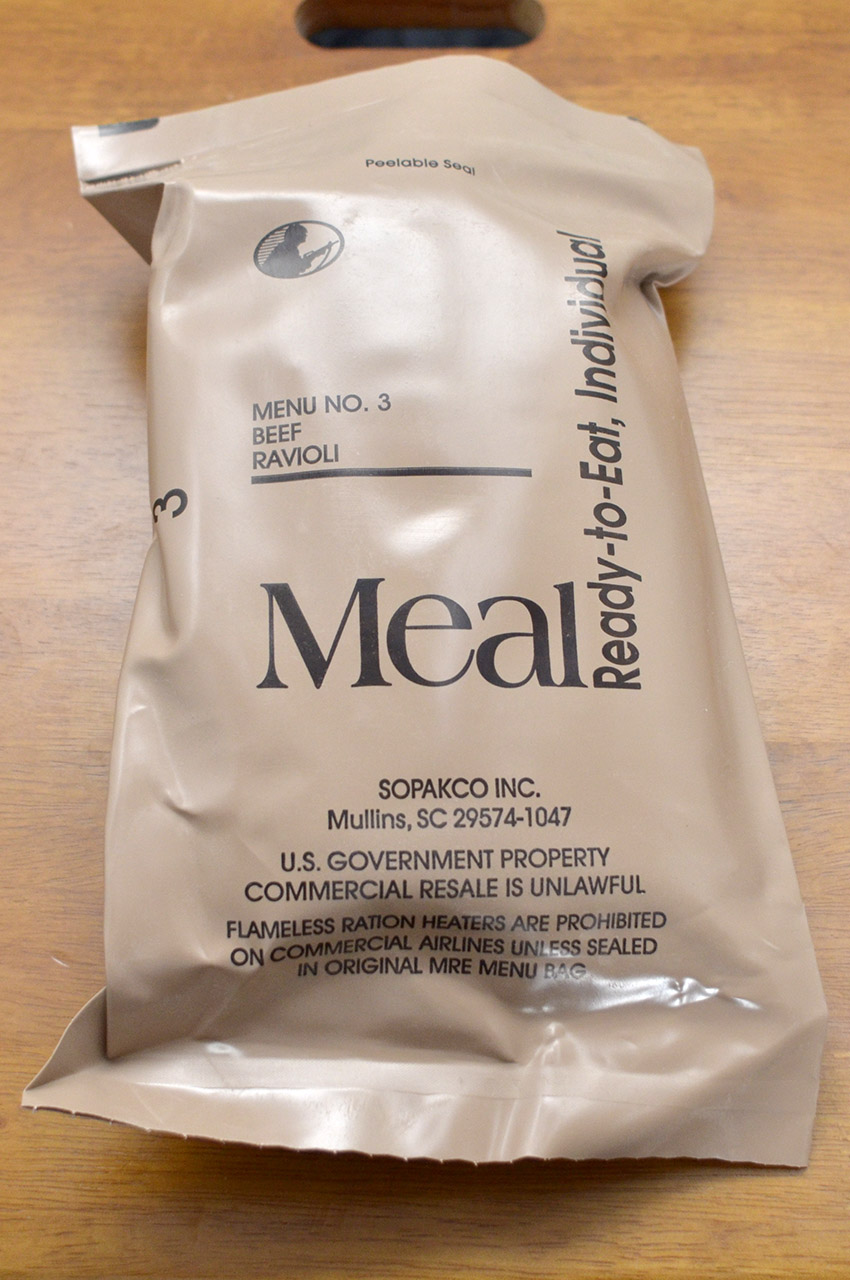 Peelable Seal
MENU NO. 3
BEEF
RAVIOLI
3
Meal
Ready-to-Eat, Individual
SOPAKCO INC.
Mullins, SC 29574-1047
U.S. GOVERNMENT PROPERTY
COMMERCIAL RESALE IS UNLAWFUL
FLAMELESS RATION HEATERS ARE PROHIBITED
ON COMMERCIAL AIRLINES UNLESS SEALED
IN ORIGINAL MRE MENU BAG